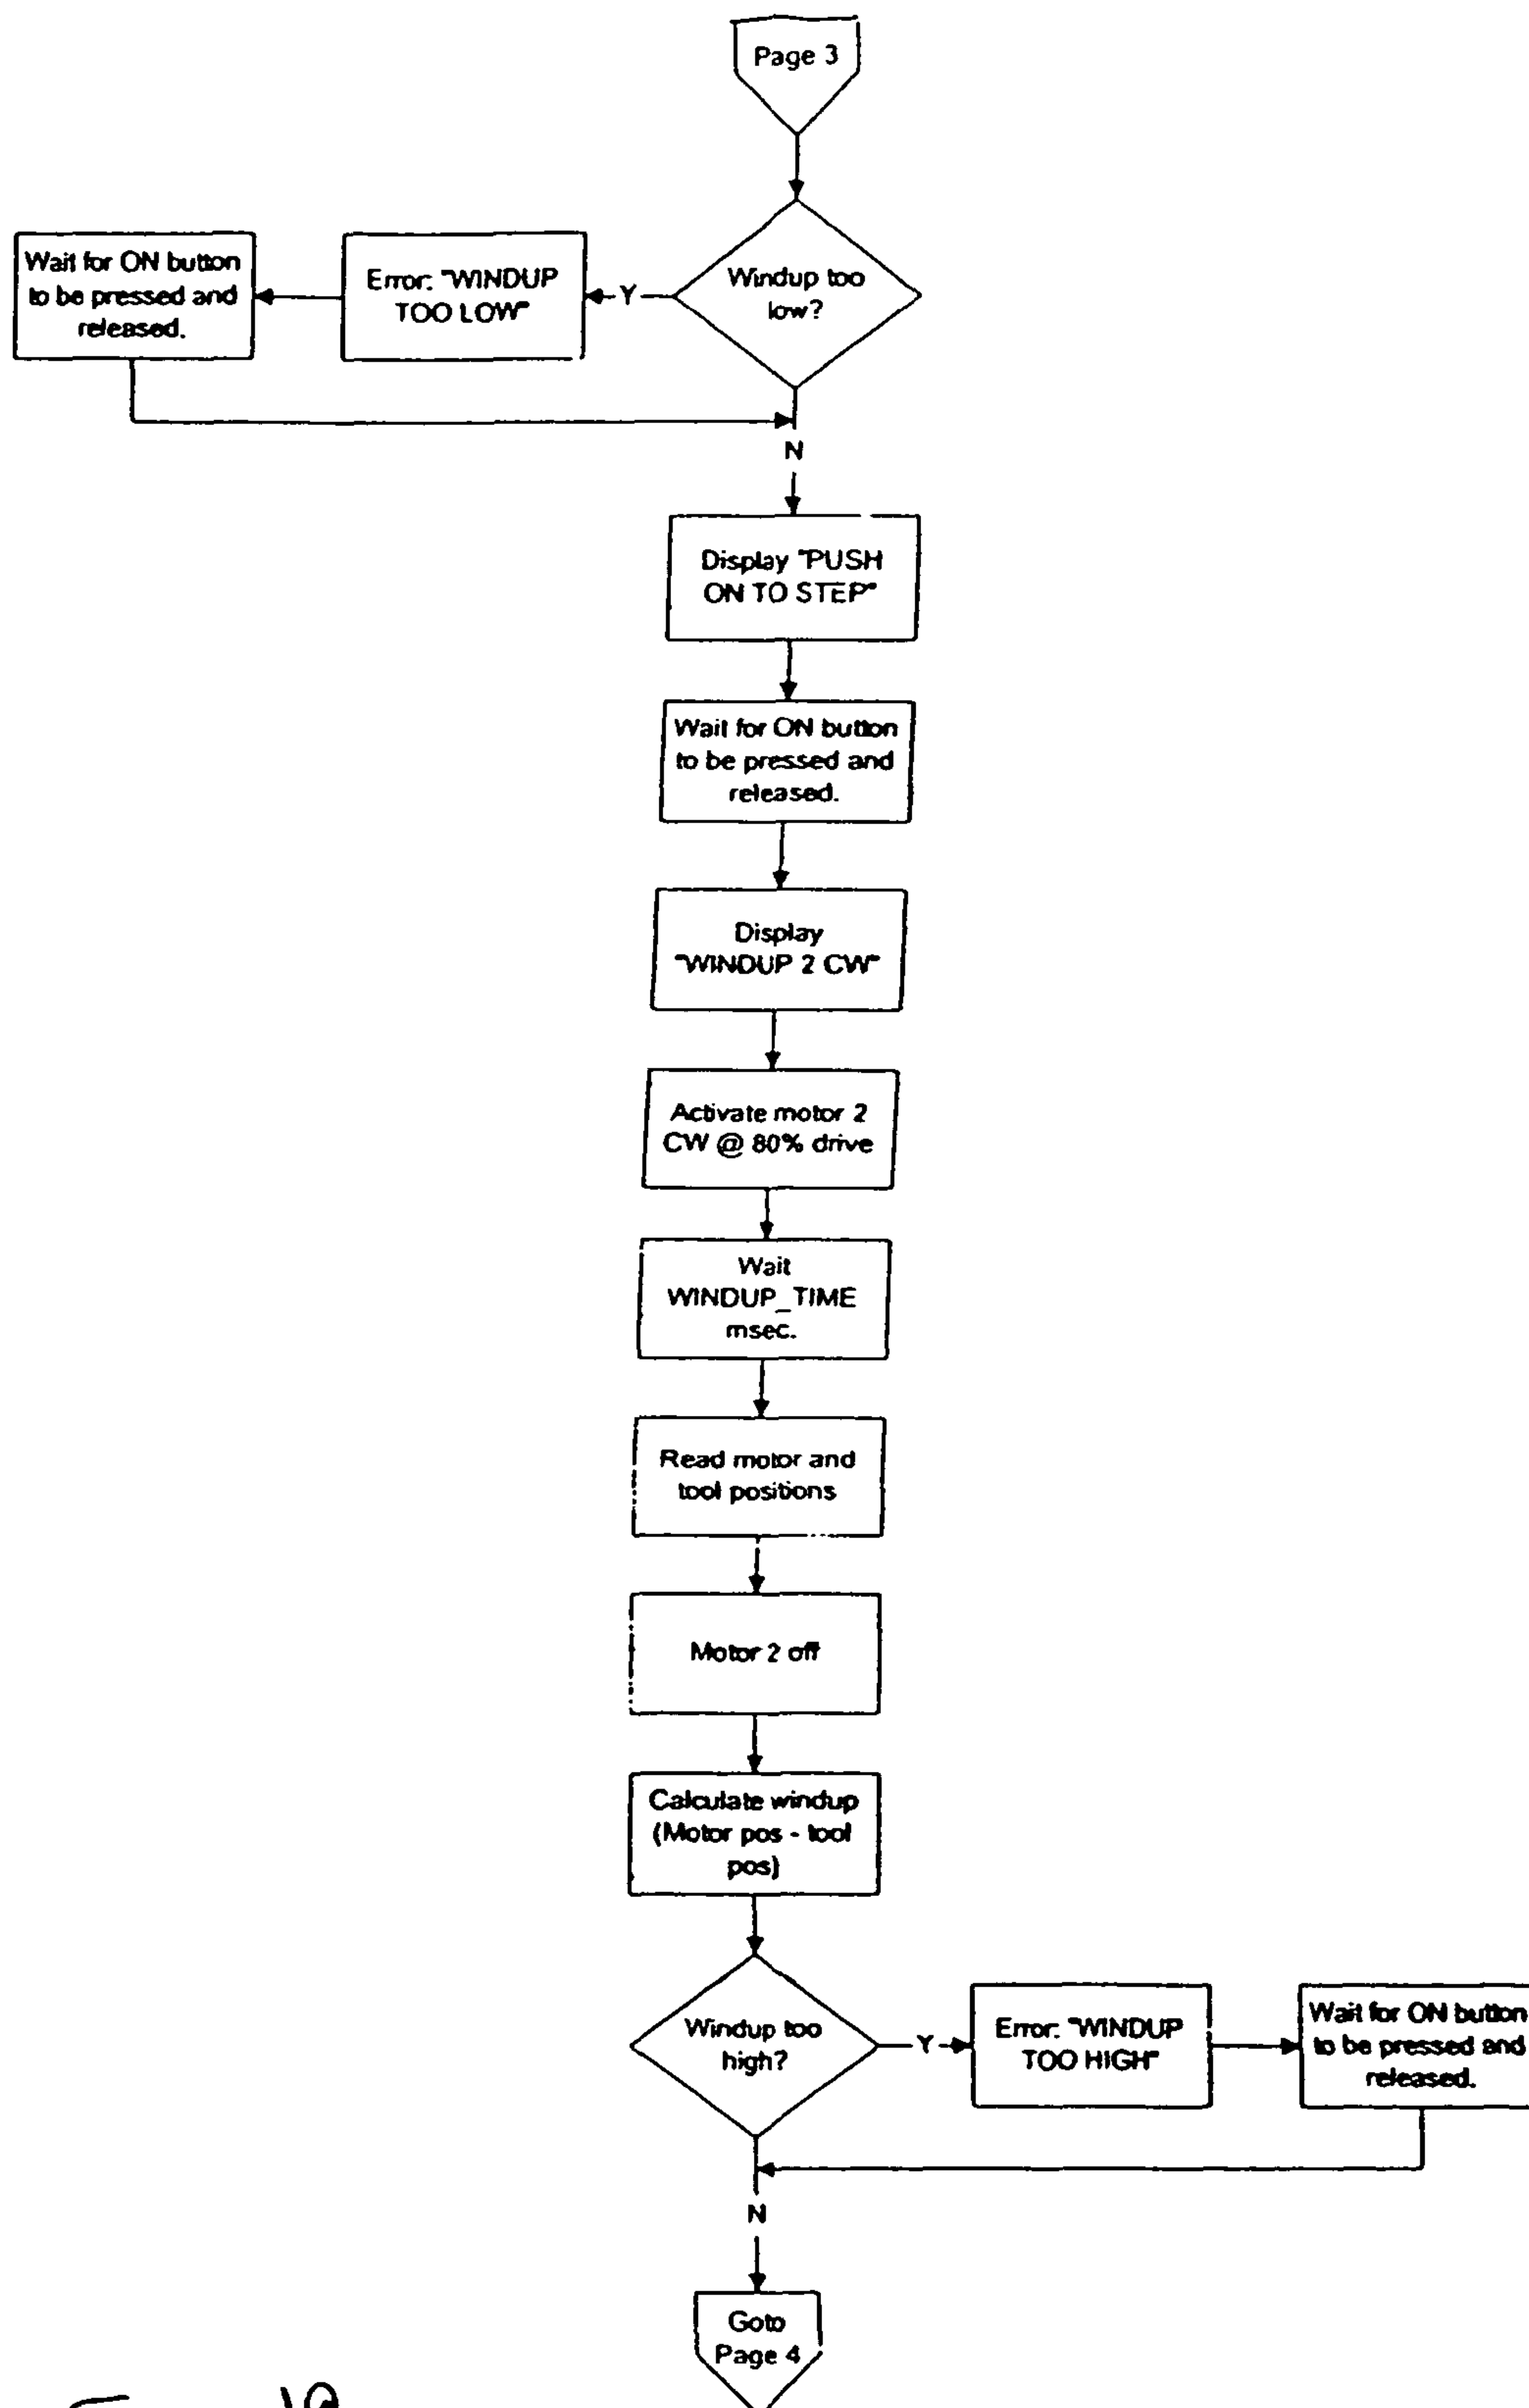 Page 3
Windup too
low?
Y
Error: "WINDUP
TOO LOW"
Wait for ON button
to be pressed and
released.
N
Display "PUSH
ON TO STEP"
Wait for ON button
to be pressed and
released.
Display
"WINDUP 2 CW"
Activate motor 2
CW @ 80% drive
Wait
WINDUP_TIME
msec.
Read motor and
tool positions
Motor 2 off
Calculate windup
(Motor pos - tool
pos)
Windup too
high?
Y
Error: "WINDUP
TOO HIGH"
Wait for ON button
to be pressed and
released.
N
Goto
Page 4